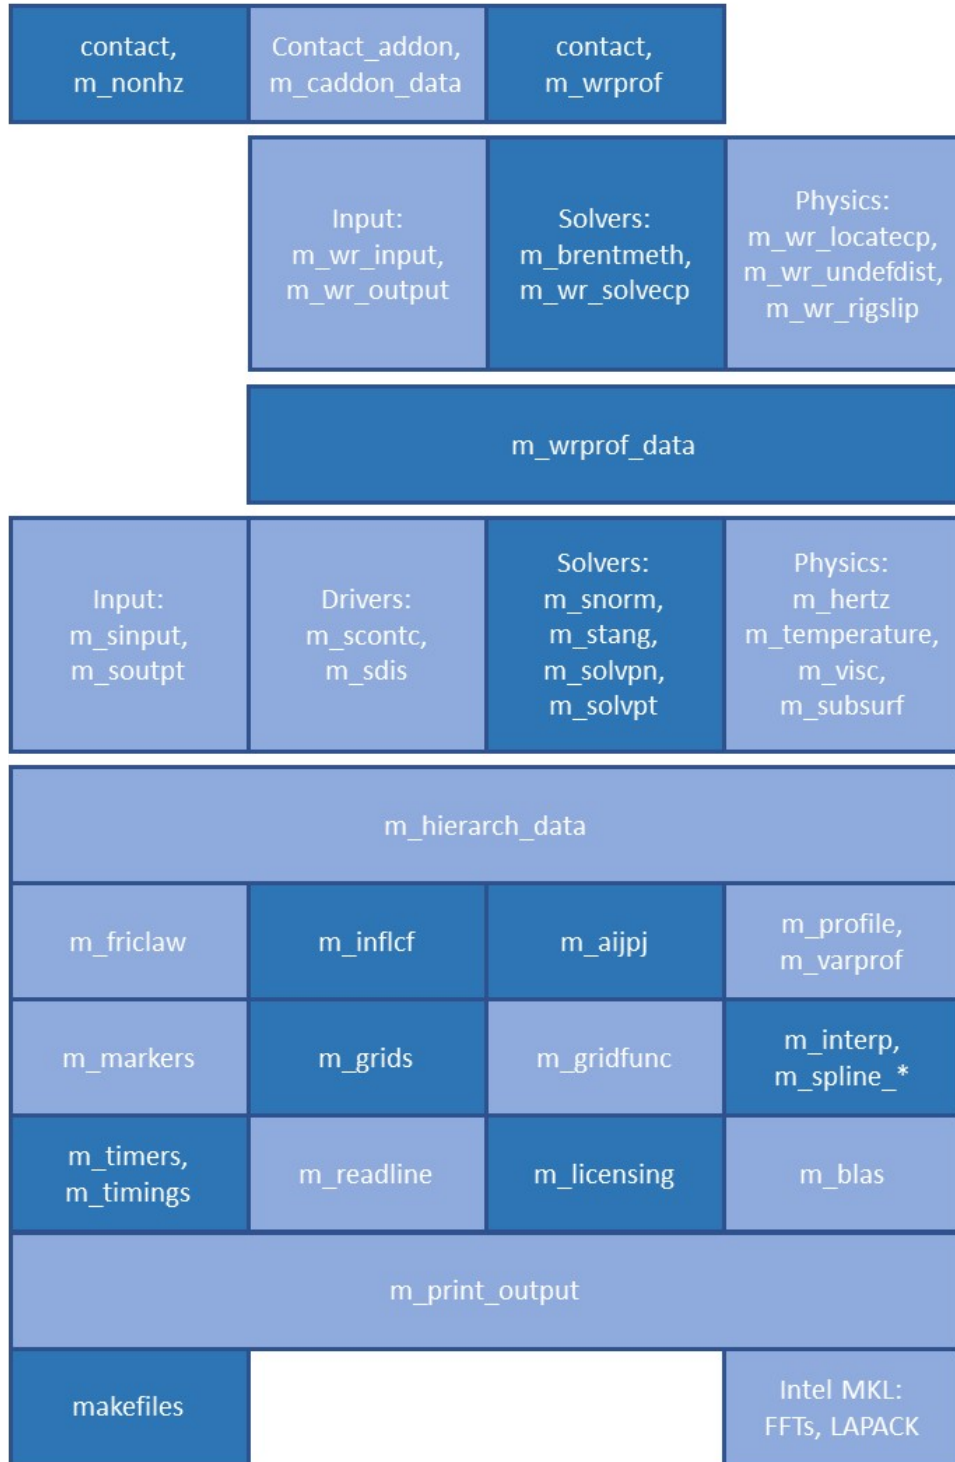 contact,
m_nonhz
Contact_addon,
m_caddon_data
contact,
m_wrprof
Input:
m_wr_input,
m_wr_output
Solvers:
m_brentmeth,
m_wr_solvecp
Physics:
m_wr_locatecp,
m_wr_undefdist,
m_wr_rigslip
m_wrprof_data
Input:
m_sinput,
m_soutpt
Drivers:
m_scontc,
m_sdis
Solvers:
m_snorm,
m_stang,
m_solvpn,
m_solvpt
Physics:
m_hertz
m_temperature,
m_visc,
m_subsurf
m_hierarch_data
m_friclaw
m_inflcf
m_aijpj
m_profile,
m_varprof
m_markers
m_grids
m_gridfunc
m_interp,
m_spline_*
m_timers,
m_timings
m_readline
m_licensing
m_blas
m_print_output
makefiles
Intel MKL:
FFTs, LAPACK